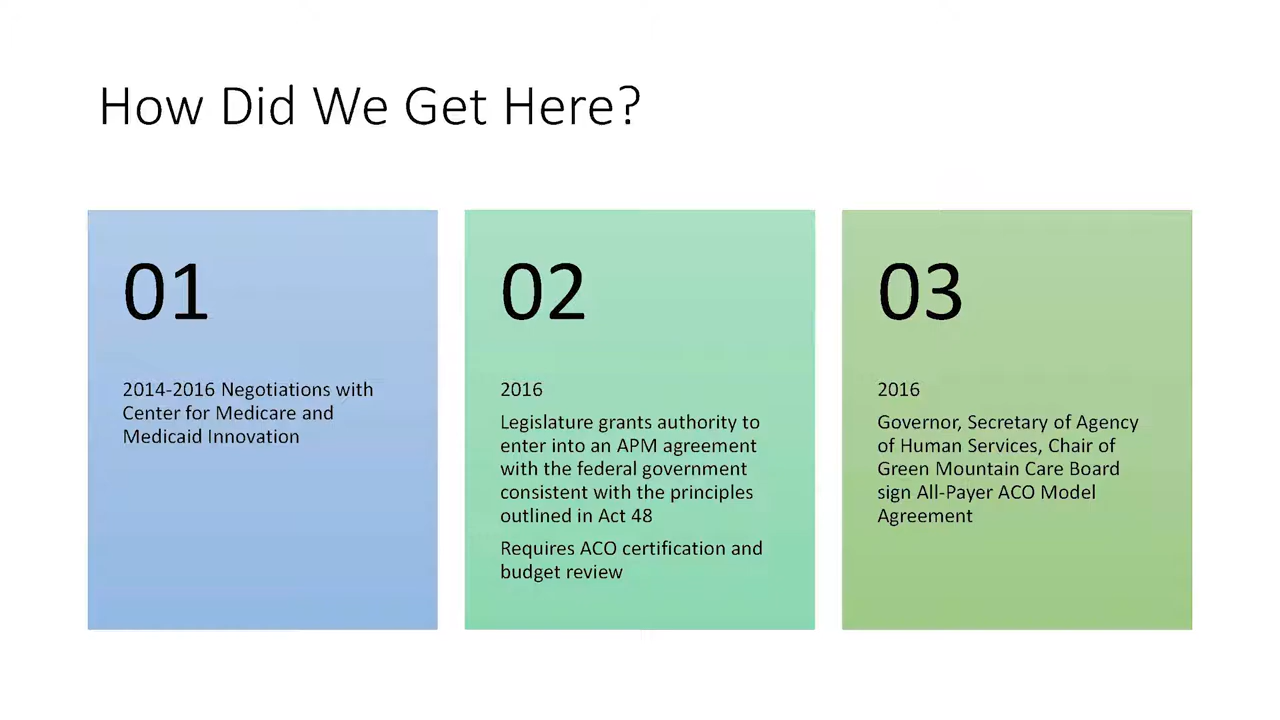 How Did We Get Here?
01
2014-2016 Negotiations with
Center for Medicare and
Medicaid Innovation
02
2016
Legislature grants authority to
enter into an APM agreement
with the federal government
consistent with the principles
outlined in Act 48
Requires ACO certification and
budget review
03
2016
Governor, Secretary of Agency
of Human Services, Chair of
Green Mountain Care Board
sign All-Payer ACO Model
Agreement